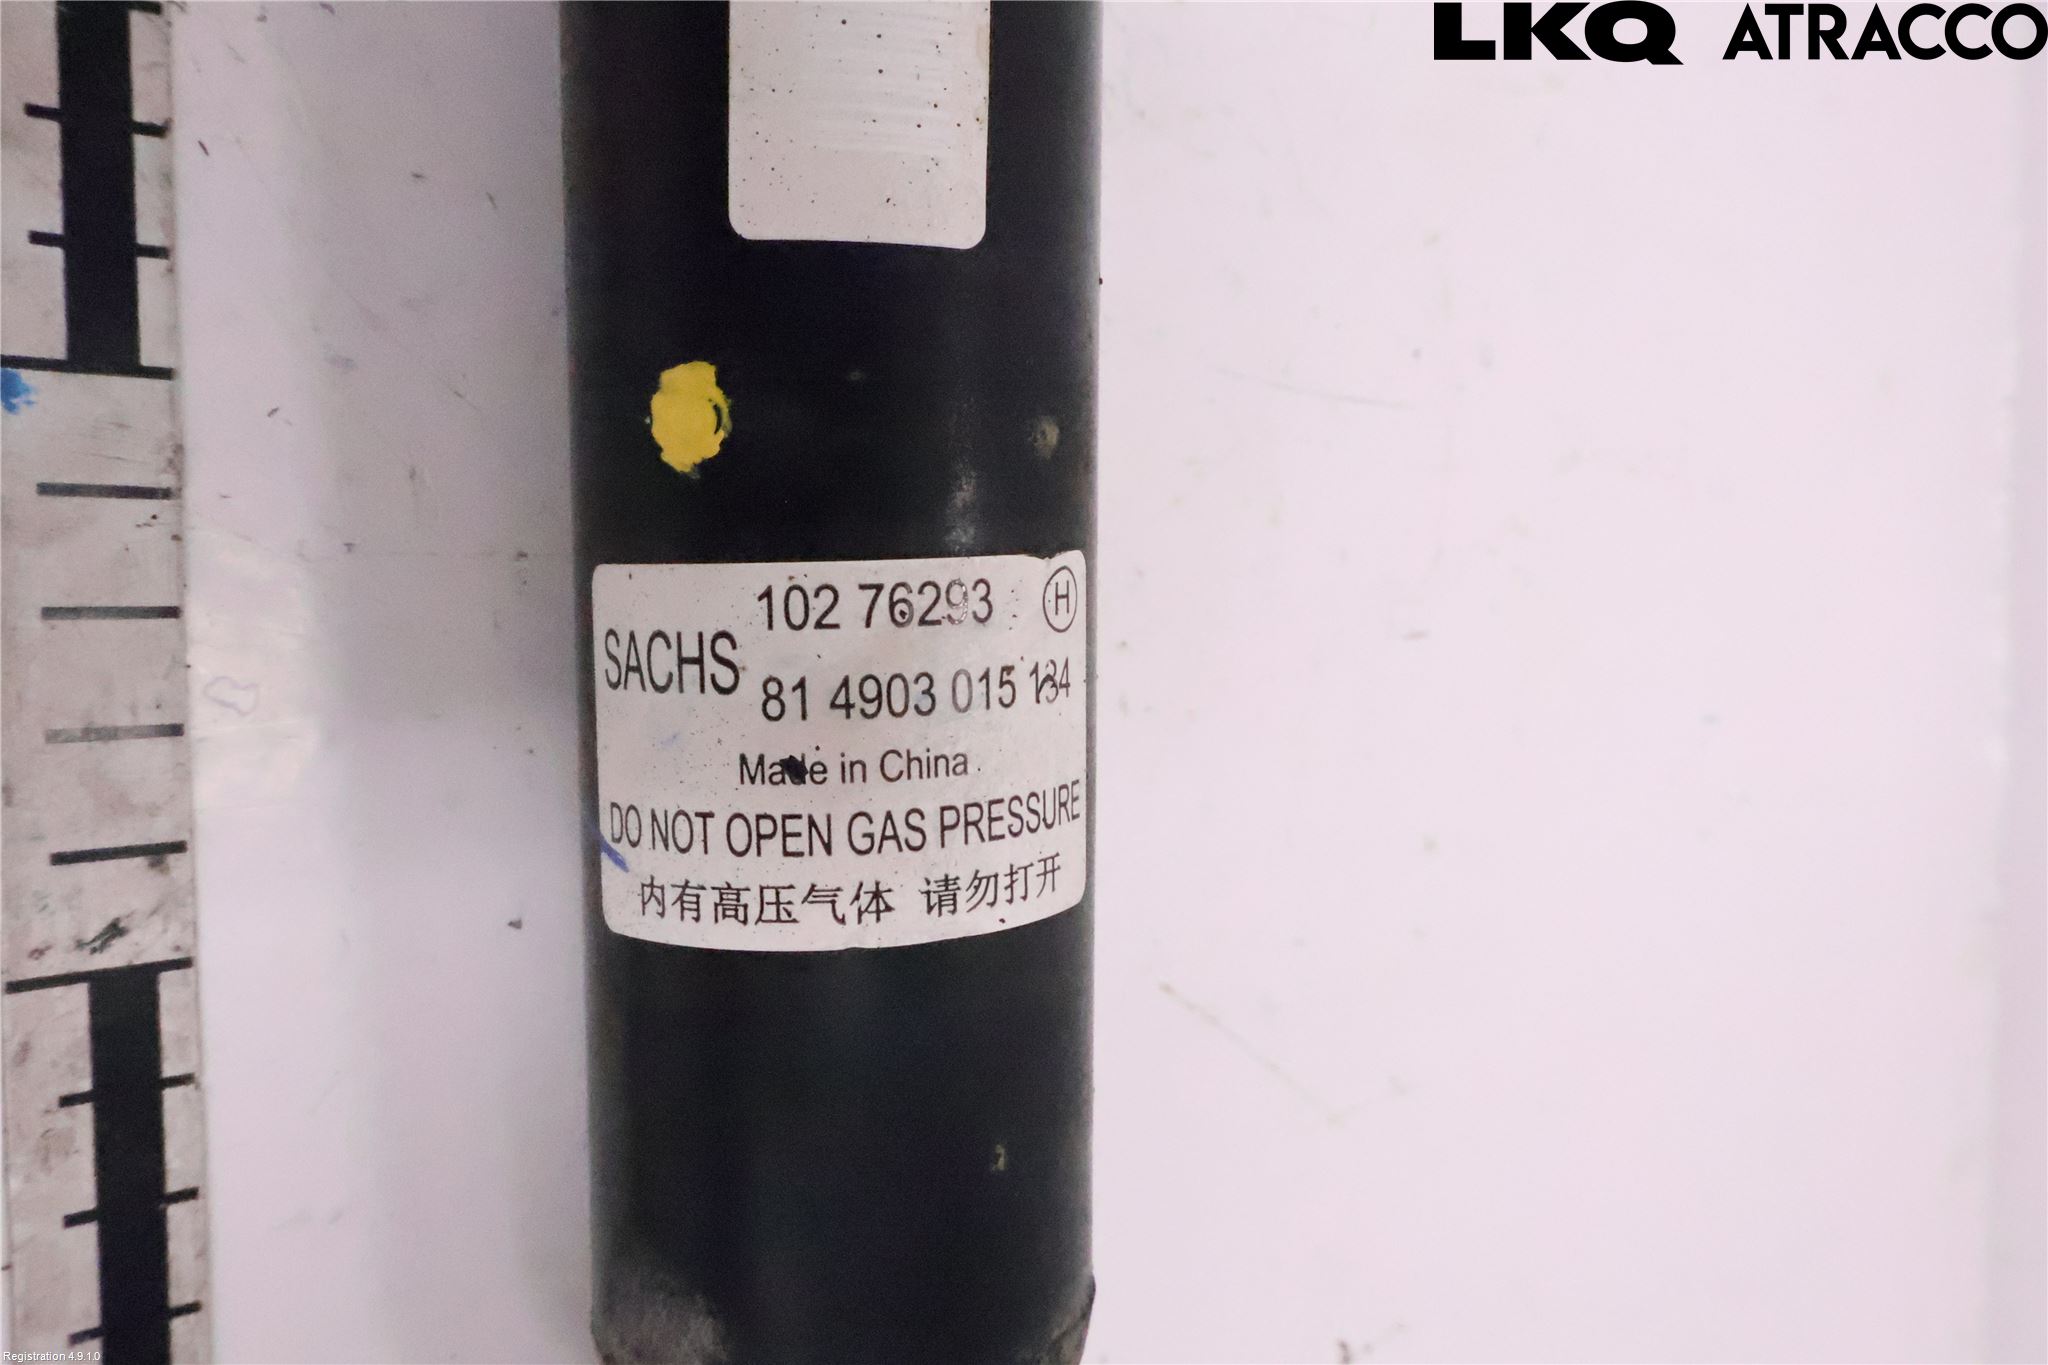 LKQ ATRACCO
102 76293 H
SACHS
81 4903 015 134
Made in China
DO NOT OPEN GAS PRESSURE
内有高压气体 请勿打开
Registration 4.9.1.0